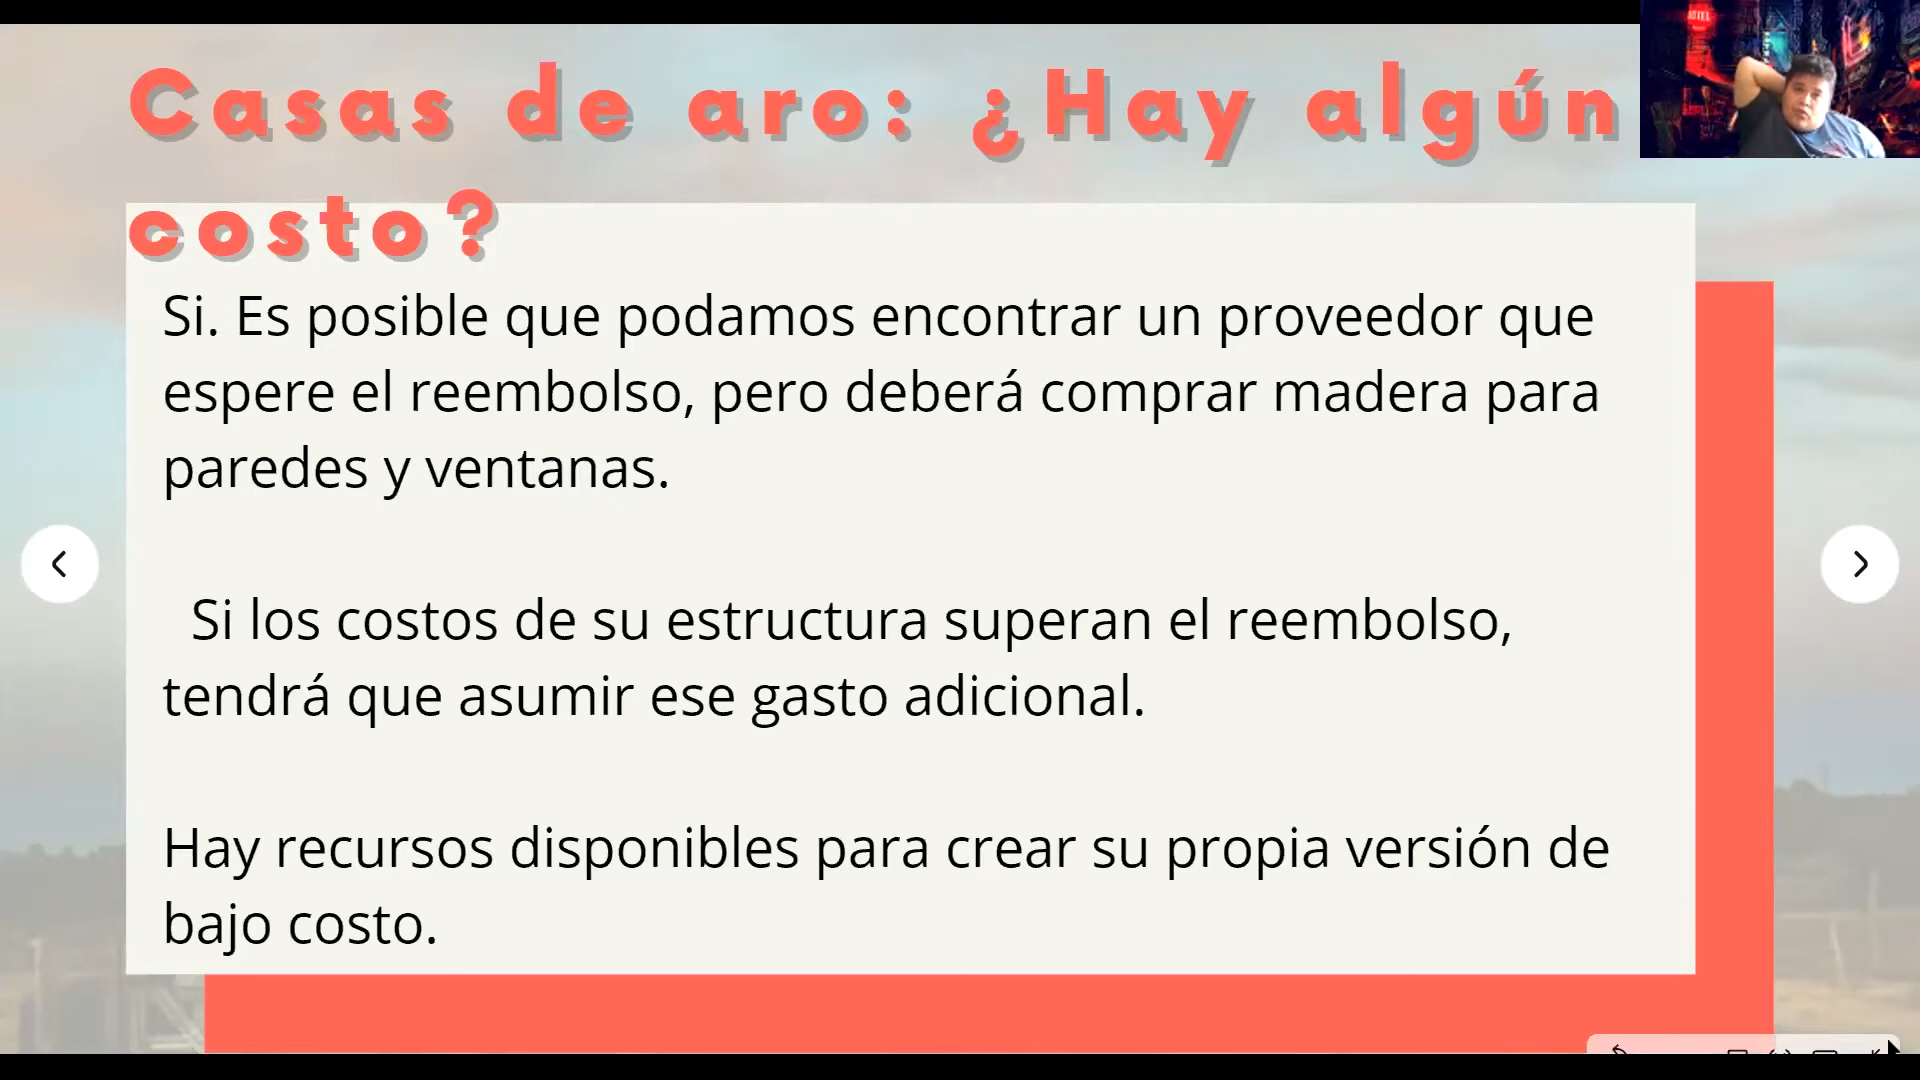 Casas de aro: ¿Hay algún
costo?
Si. Es posible que podamos encontrar un proveedor que
espere el reembolso, pero deberá comprar madera para
paredes y ventanas.
Si los costos de su estructura superan el reembolso,
tendrá que asumir ese gasto adicional.
Hay recursos disponibles para crear su propia versión de
bajo costo.